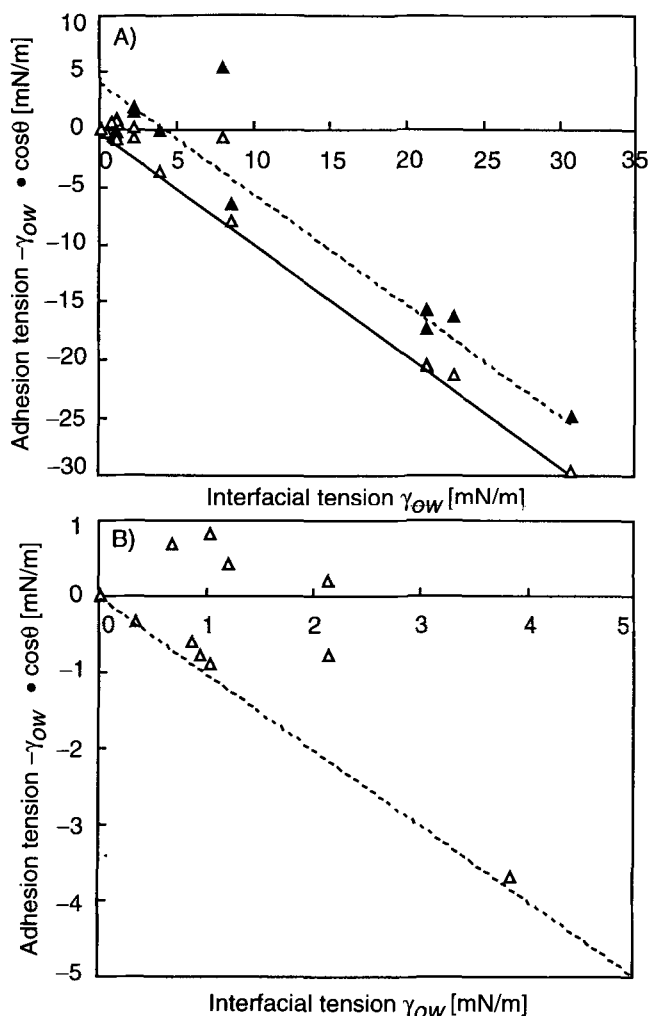 A)
10
5
0
−5
−10
−15
−20
−25
−30
0 5 10 15 20 25 30 35
Adhesion tension −γow • cosθ [mN/m]
Interfacial tension γow [mN/m]
B)
1
0
−1
−2
−3
−4
−5
0 1 2 3 4 5
Adhesion tension −γow • cosθ [mN/m]
Interfacial tension γow [mN/m]